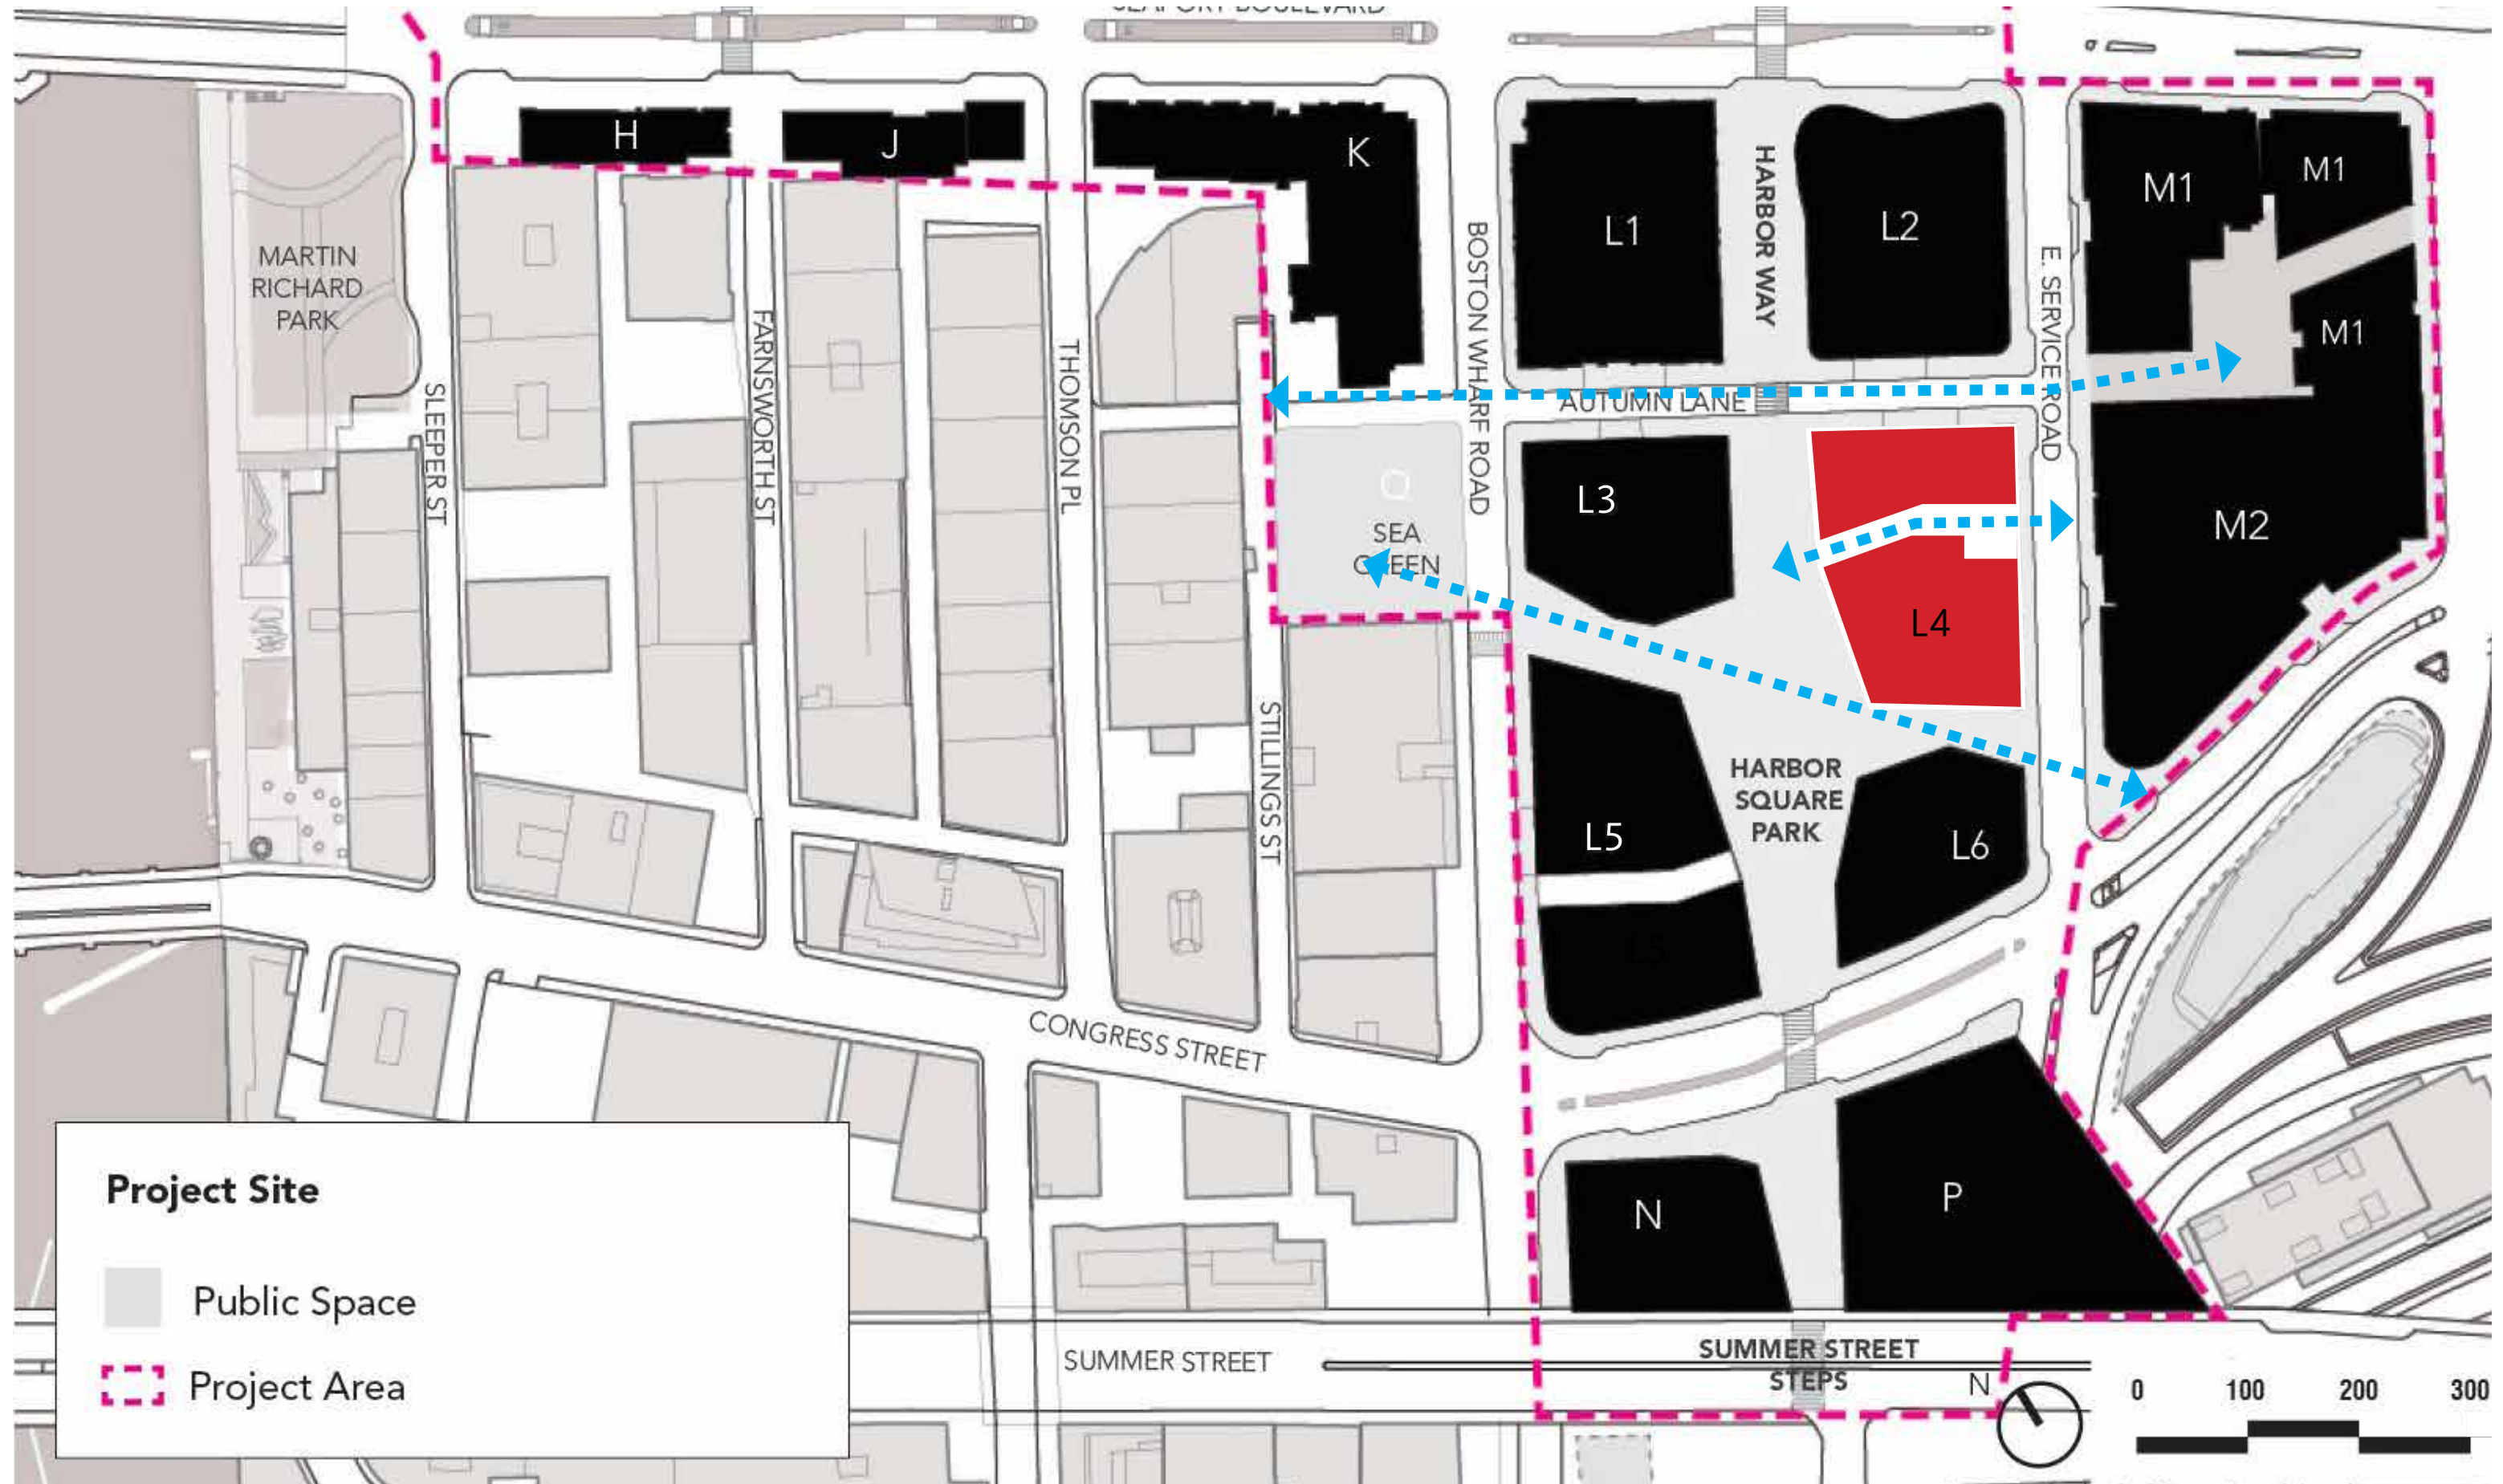 SEAPORT BOULEVARD
H
J
K
L1
HARBOR WAY
L2
M1
M1
M1
MARTIN
RICHARD
PARK
SLEEPER ST
FARNSWORTH ST
THOMSON PL
BOSTON WHARF ROAD
E. SERVICE ROAD
AUTUMN LANE
L3
SEA
GREEN
M2
L4
STILLINGS ST
HARBOR
SQUARE
PARK
L5
L6
CONGRESS STREET
N
P
SUMMER STREET
SUMMER STREET
STEPS
N
0 100 200 300
Project Site
Public Space
Project Area